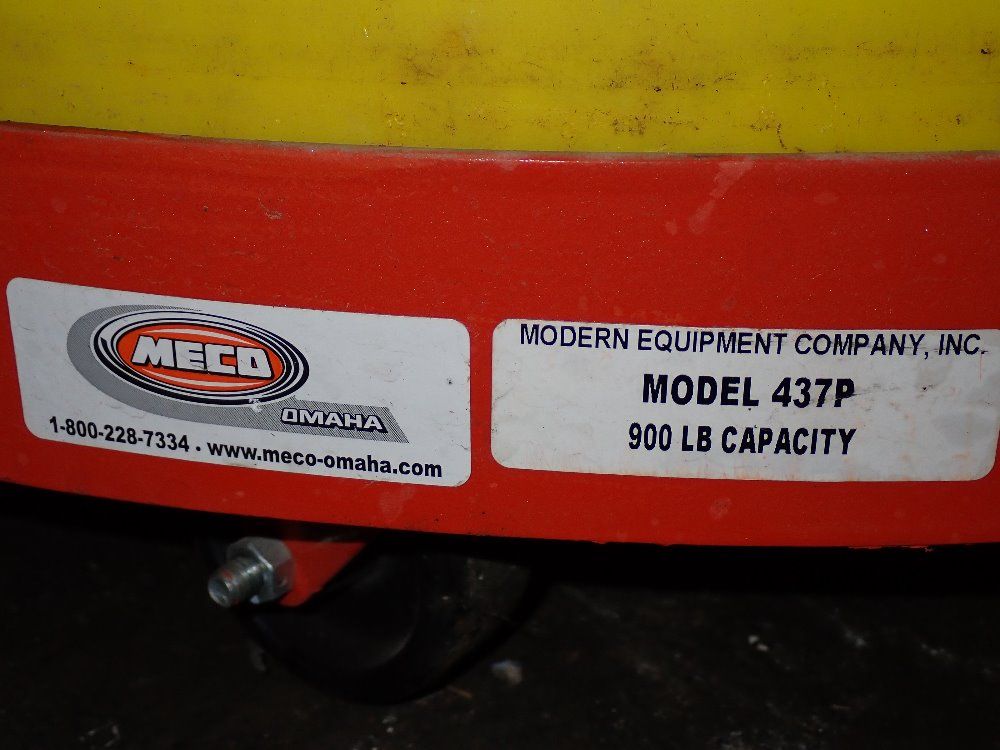 MECO
OMAHA
1-800-228-7334 . www.meco-omaha.com
MODERN EQUIPMENT COMPANY, INC.
MODEL 437P
900 LB CAPACITY